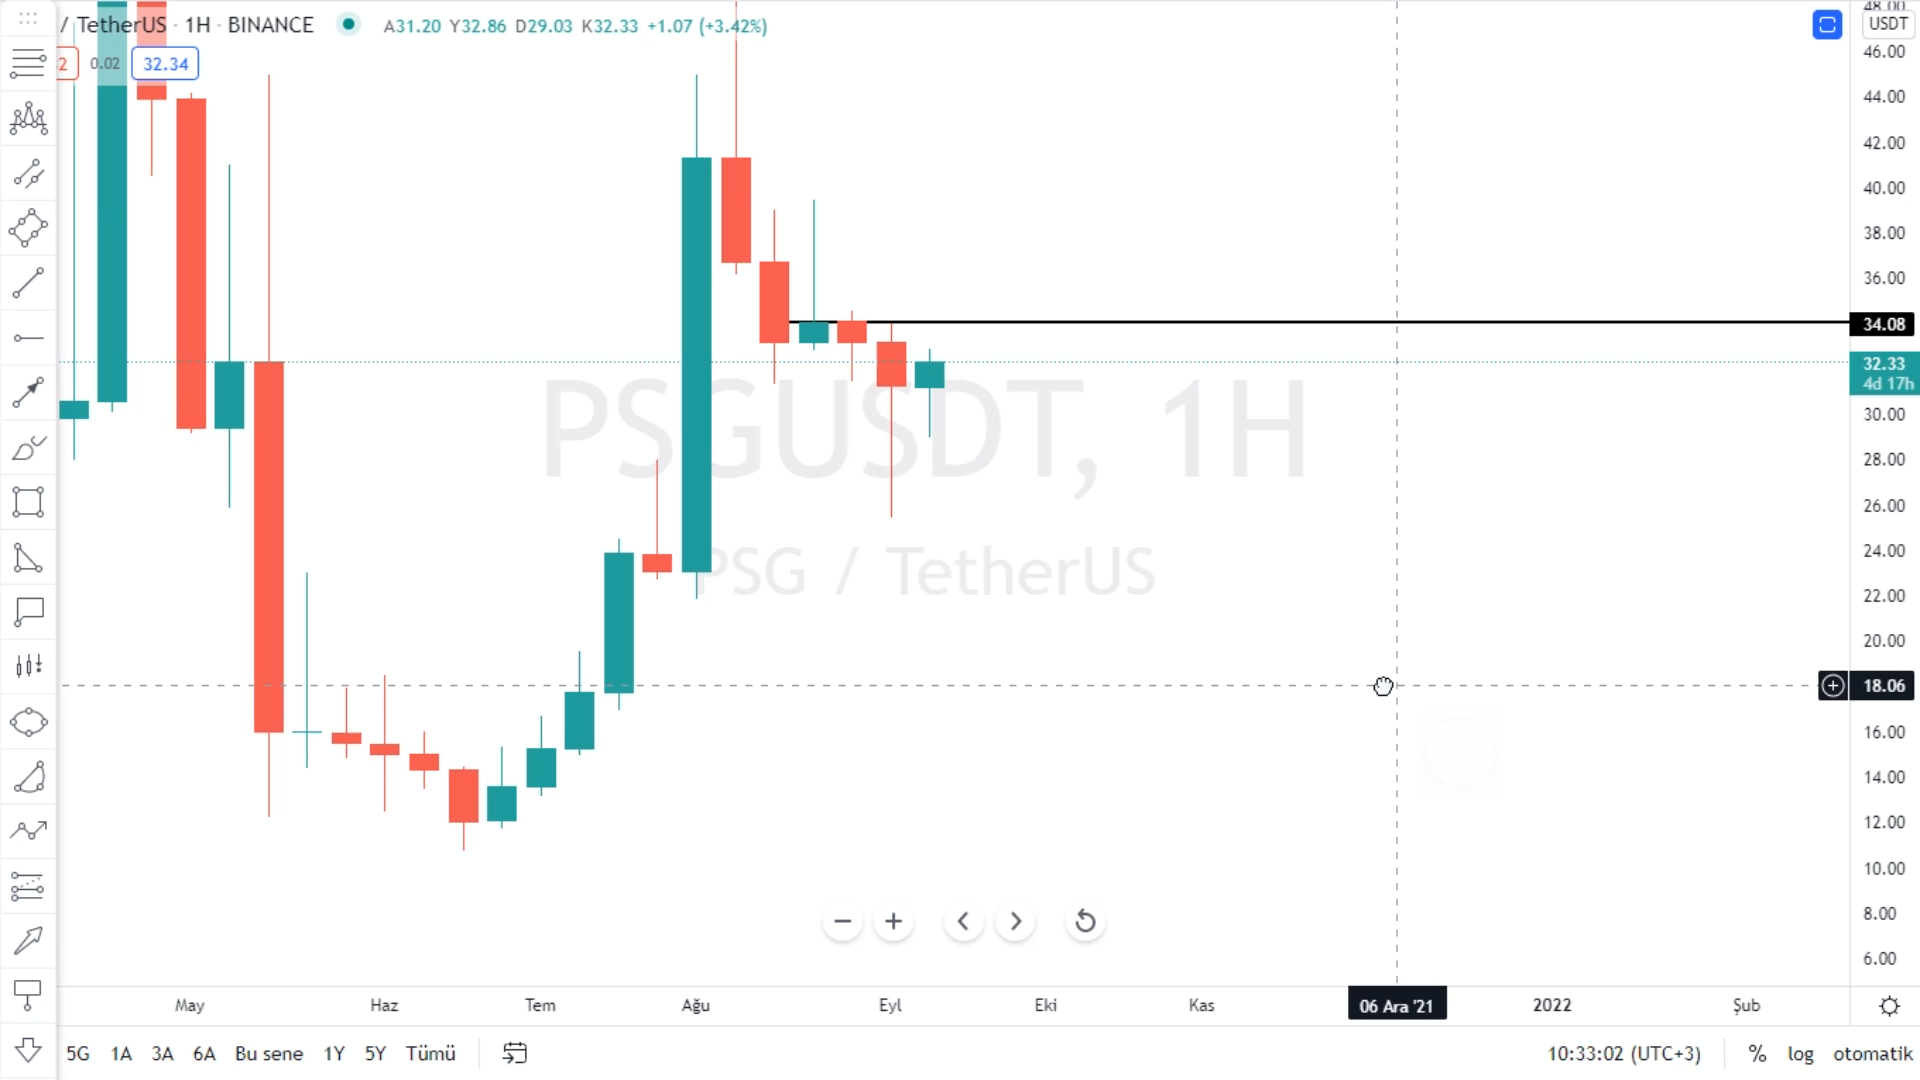 / TetherUS · 1H · BINANCE A31.20 Y32.86 D29.03 K32.33 +1.07 (+3.42%)
2 0.02 32.34
USDT
48.00
46.00
44.00
42.00
40.00
38.00
36.00
34.08
32.33
4d 17h
30.00
28.00
26.00
24.00
22.00
20.00
18.06
16.00
14.00
12.00
10.00
8.00
6.00
PSGUSDT, 1H
PSG / TetherUS
May Haz Tem Ağu Eyl Eki Kas 06 Ara '21 2022 Şub
5G 1A 3A 6A Bu sene 1Y 5Y Tümü 10:33:02 (UTC+3) % log otomatik